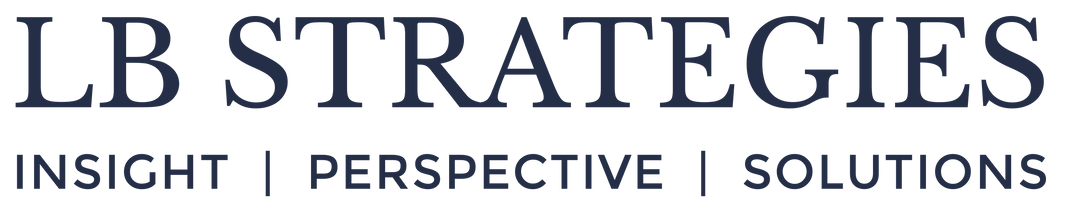 LB STRATEGIES
INSIGHT | PERSPECTIVE | SOLUTIONS